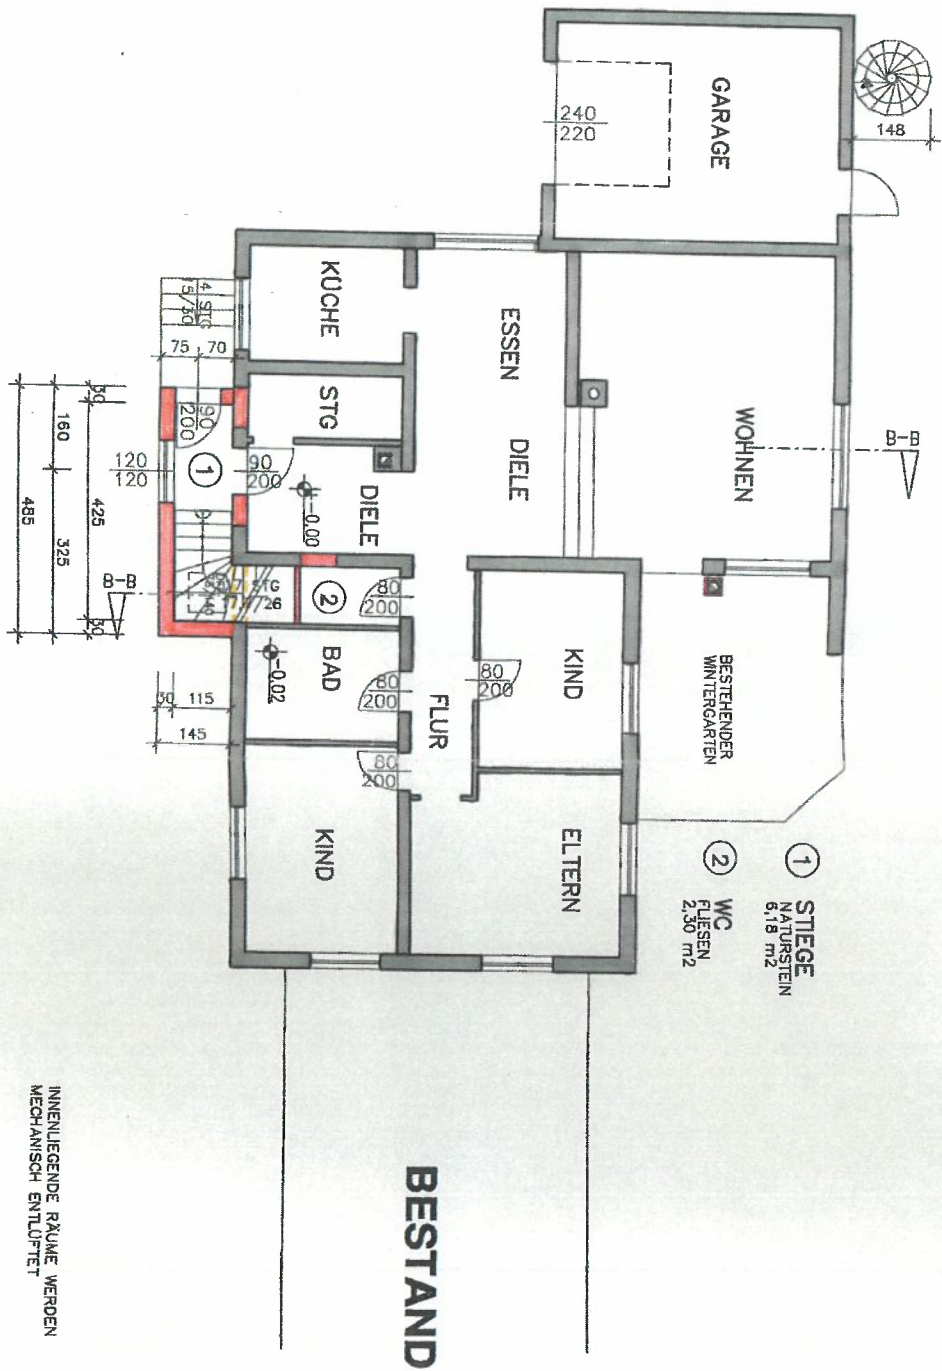 GARAGE
240
220
148
KÜCHE
ESSEN
DIELE
WOHNEN
B-B
4 STG
15/30
75
70
STG
90
200
1
90
200
DIELE
-0.00
120
120
30
160
425
485
325
30
B-B
STG
2
80
200
BAD
-0.02
80
200
FLUR
80
200
KIND
80
200
KIND
ELTERN
BESTEHENDER
WINTERGARTEN
30
115
145
1
STIEGE
NATURSTEIN
6,18 m2
2
WC
FLIESEN
2,30 m2
BESTAND
INNENLIEGENDE RÄUME WERDEN
MECHANISCH ENTLÜFTET